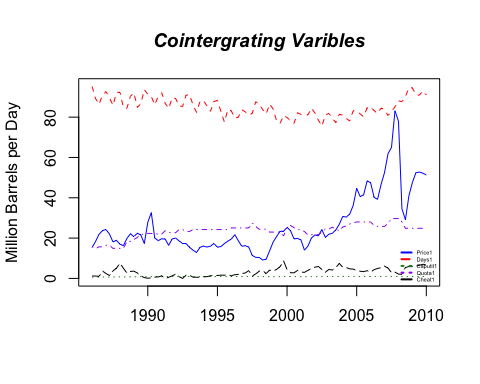 Cointergrating Varibles
Million Barrels per Day
80
60
40
20
0
1990 1995 2000 2005 2010
Price1
Days1
Quota1
Cheat1